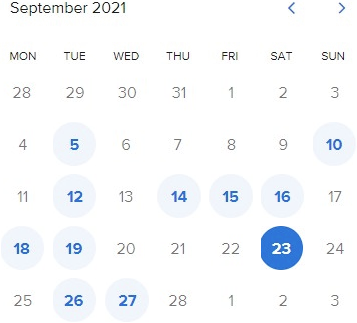 September 2021
MON TUE WED THU FRI SAT SUN
28 29 30 31 1 2 3
4 5 6 7 8 9 10
11 12 13 14 15 16 17
18 19 20 21 22 23 24
25 26 27 28 1 2 3